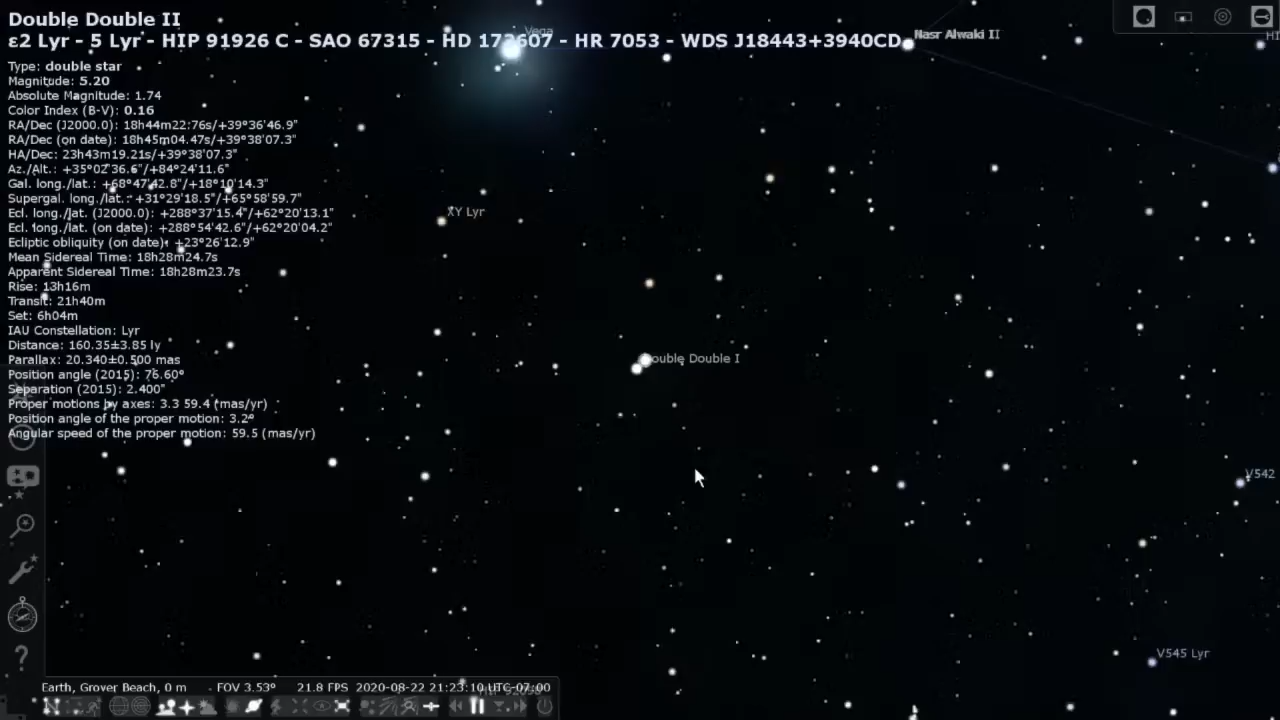 Double Double II
ε2 Lyr - 5 Lyr - HIP 91926 C - SAO 67315 - HD 173607 - HR 7053 - WDS J18443+3940CD
Type: double star
Magnitude: 5.20
Absolute Magnitude: 1.74
Color Index (B-V): 0.16
RA/Dec (J2000.0): 18h44m22:76s/+39°36'46.9"
RA/Dec (on date): 18h45m04.47s/+39°38'07.3"
HA/Dec: 23h43m19.21s/+39°38'07.3"
Az./Alt.: +35°02'36.6"/+84°24'11.6"
Gal. long./lat.: +68°47'42.8"/+18°10'14.3"
Supergal. long./lat.: +31°29'18.5"/+65°58'59.7"
Ecl. long./lat. (J2000.0): +288°37'15.4"/+62°20'13.1"
Ecl. long./lat. (on date): +288°54'42.6"/+62°20'04.2"
Ecliptic obliquity (on date): +23°26'12.9"
Mean Sidereal Time: 18h28m24.7s
Apparent Sidereal Time: 18h28m23.7s
Rise: 13h16m
Transit: 21h40m
Set: 6h04m
IAU Constellation: Lyr
Distance: 160.35±3.85 ly
Parallax: 20.340±0.500 mas
Position angle (2015): 76.60°
Separation (2015): 2.400"
Proper motions by axes: 3.3 59.4 (mas/yr)
Position angle of the proper motion: 3.2°
Angular speed of the proper motion: 59.5 (mas/yr)
Vega
Nasr Alwaki II
HI
XY Lyr
Double Double I
V542
V545 Lyr
Earth, Grover Beach, 0 m FOV 3.53° 21.8 FPS 2020-08-22 21:23:10 UTC-07:00